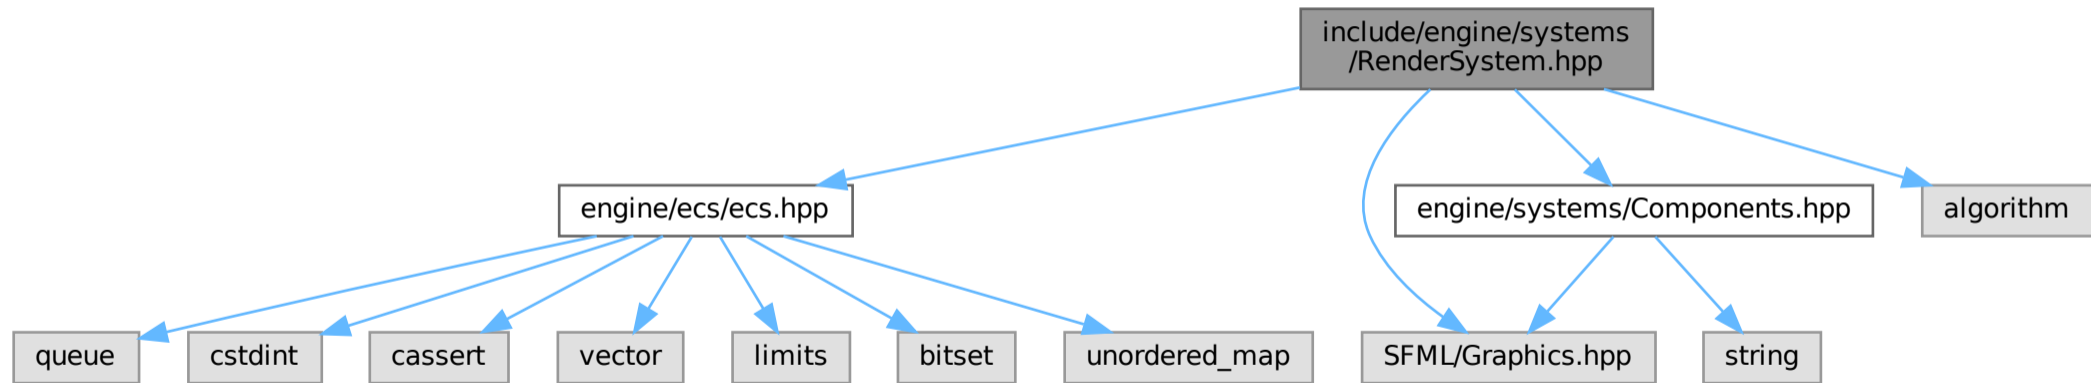 include/engine/systems
/RenderSystem.hpp
engine/ecs/ecs.hpp
engine/systems/Components.hpp
algorithm
queue
cstdint
cassert
vector
limits
bitset
unordered_map
SFML/Graphics.hpp
string